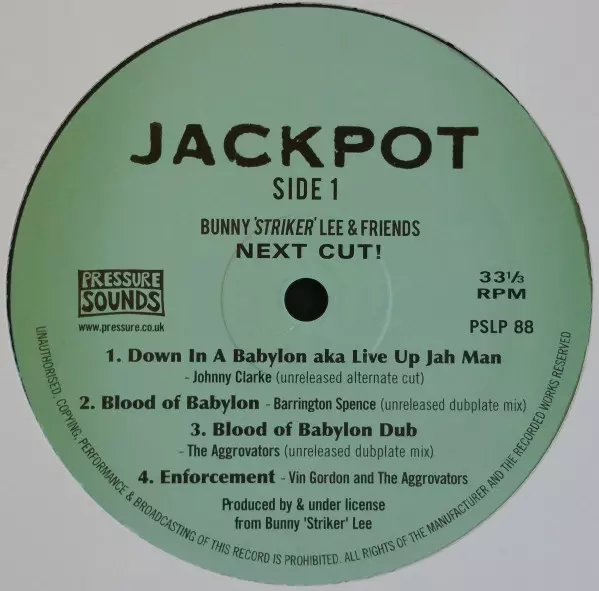 JACKPOT
SIDE 1
BUNNY 'STRIKER' LEE & FRIENDS
NEXT CUT!
PRESSURE
SOUNDS
www.pressure.co.uk
33⅓
RPM
PSLP 88
1. Down In A Babylon aka Live Up Jah Man
- Johnny Clarke (unreleased alternate cut)
2. Blood of Babylon - Barrington Spence (unreleased dubplate mix)
3. Blood of Babylon Dub
- The Aggrovators (unreleased dubplate mix)
4. Enforcement - Vin Gordon and The Aggrovators
Produced by & under license
from Bunny 'Striker' Lee
UNAUTHORISED, COPYING, PERFORMANCE & BROADCASTING OF THIS RECORD IS PROHIBITED. ALL RIGHTS OF THE MANUFACTURER AND THE RECORDED WORKS RESERVED